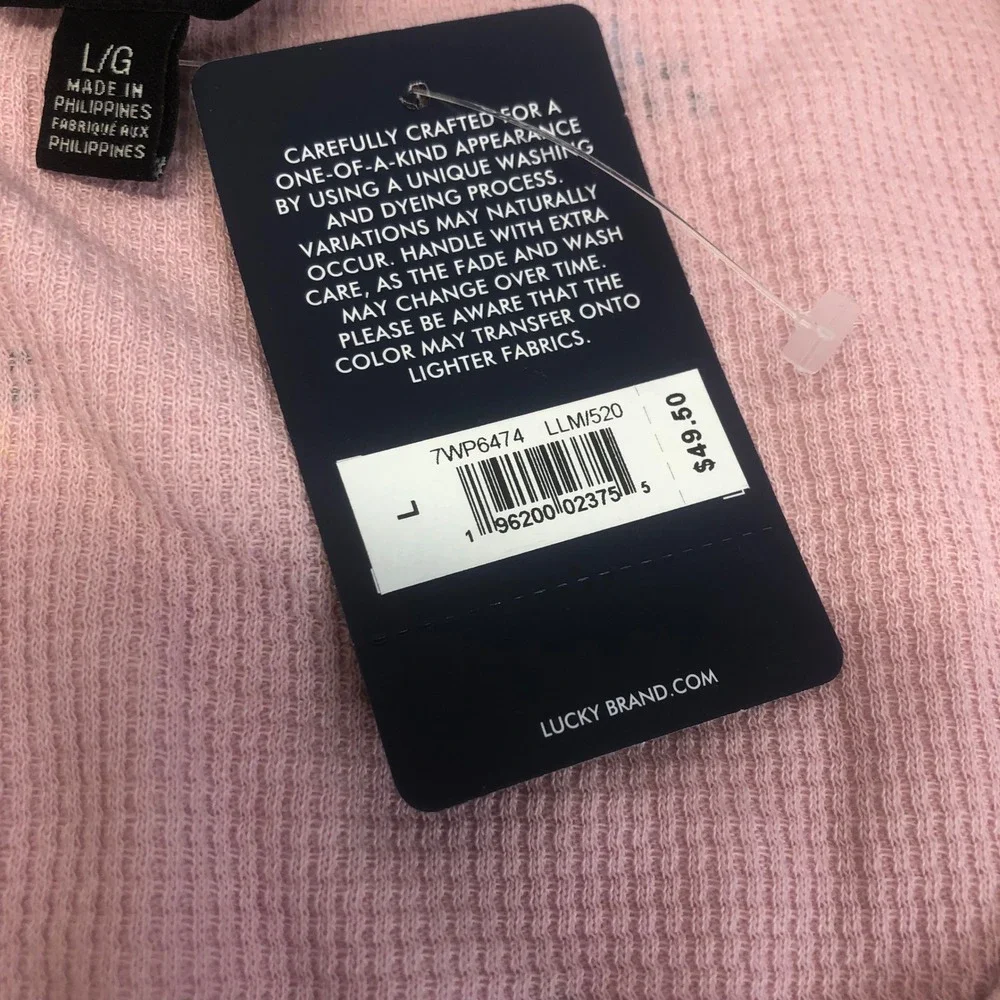 L/G
MADE IN
PHILIPPINES
FABRIQUÉ AUX
PHILIPPINES
CAREFULLY CRAFTED FOR A
ONE-OF-A-KIND APPEARANCE
BY USING A UNIQUE WASHING
AND DYEING PROCESS.
VARIATIONS MAY NATURALLY
OCCUR. HANDLE WITH EXTRA
CARE, AS THE FADE AND WASH
MAY CHANGE OVER TIME.
PLEASE BE AWARE THAT THE
COLOR MAY TRANSFER ONTO
LIGHTER FABRICS.
7WP6474 LLM/520
L
1 96200 02375 5
$49.50
LUCKY BRAND.COM